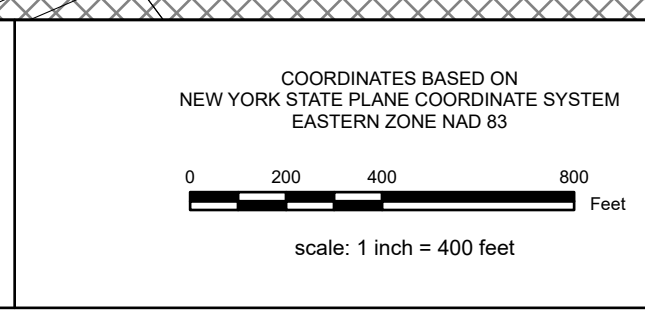 COORDINATES BASED ON
NEW YORK STATE PLANE COORDINATE SYSTEM
EASTERN ZONE NAD 83
0 200 400 800
Feet
scale: 1 inch = 400 feet